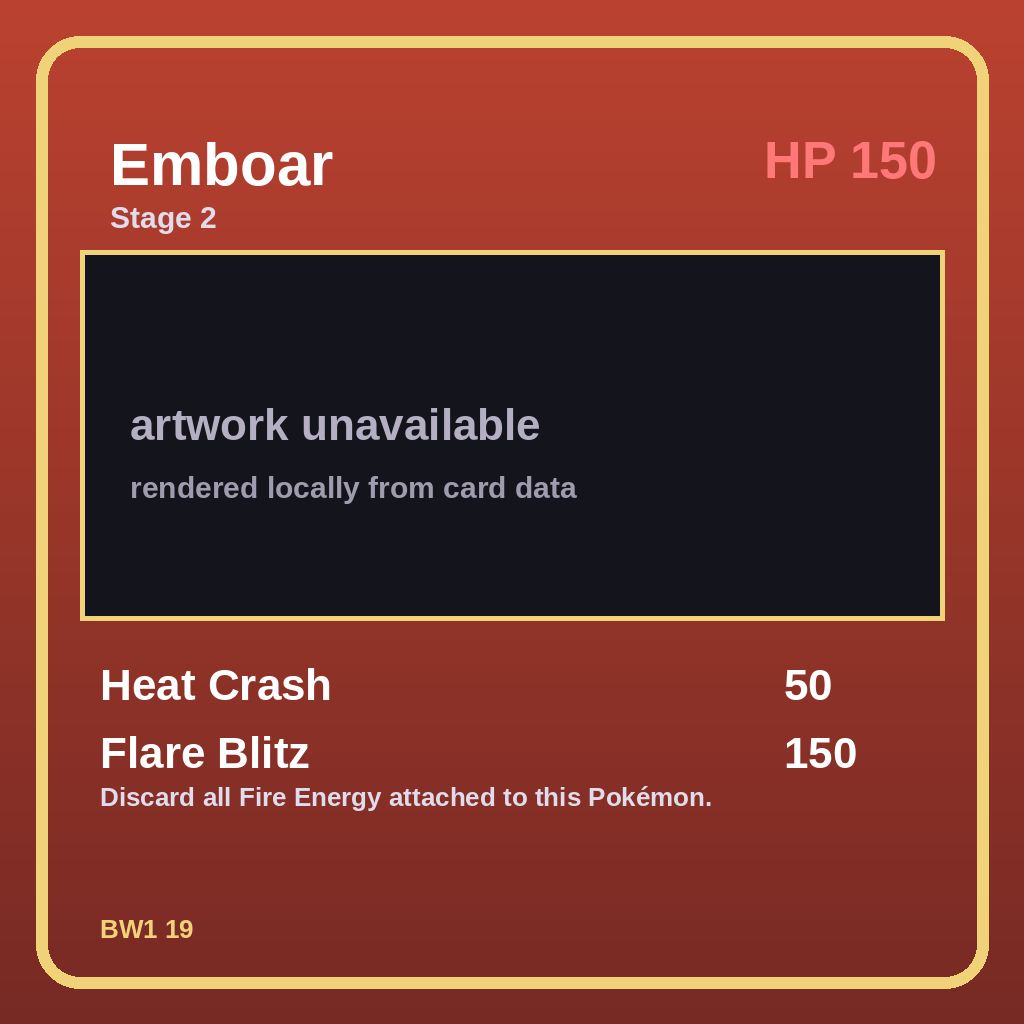 Emboar
HP 150
Stage 2
artwork unavailable
rendered locally from card data
Heat Crash 50
Flare Blitz 150
Discard all Fire Energy attached to this Pokémon.
BW1 19